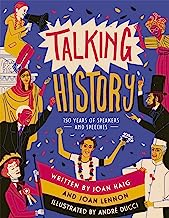 TALKING
HISTORY
150 YEARS OF SPEAKERS
AND SPEECHES
WRITTEN BY JOAN HAIG
AND JOAN LENNON
ILLUSTRATED BY ANDRÉ DUCCI